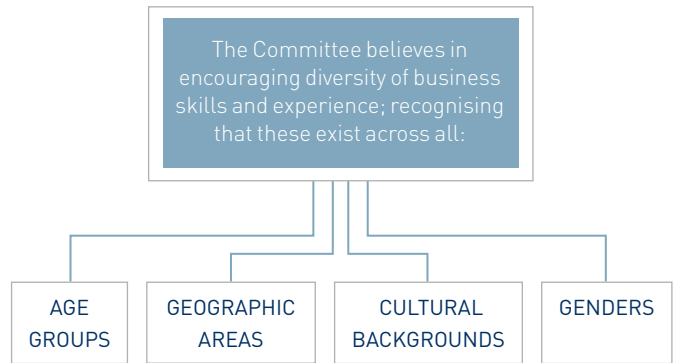 The Committee believes in
encouraging diversity of business
skills and experience; recognising
that these exist across all:
AGE
GROUPS
GEOGRAPHIC
AREAS
CULTURAL
BACKGROUNDS
GENDERS